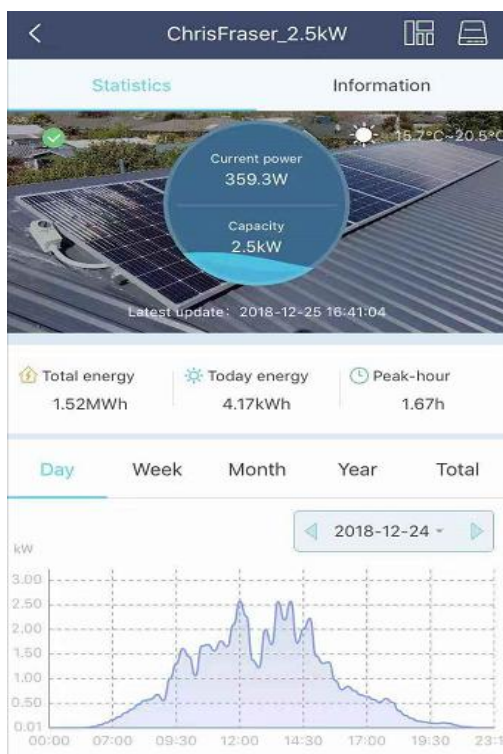 ChrisFraser_2.5kW
Statistics Information
15.7°C~20.5°C
Current power
359.3W
Capacity
2.5kW
Latest update: 2018-12-25 16:41:04
Total energy Today energy Peak-hour
1.52MWh 4.17kWh 1.67h
Day Week Month Year Total
2018-12-24
kW
3.00
2.50
2.00
1.50
1.00
0.50
0.01
00:00 07:00 09:30 12:00 14:30 17:00 19:30